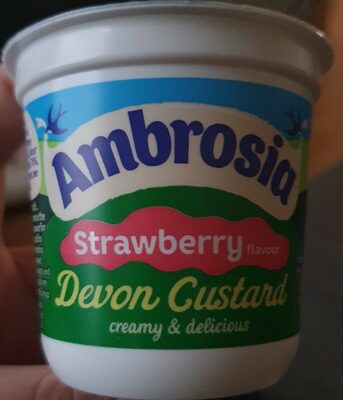 Ambrosia
Strawberry flavour
Devon Custard
creamy & delicious